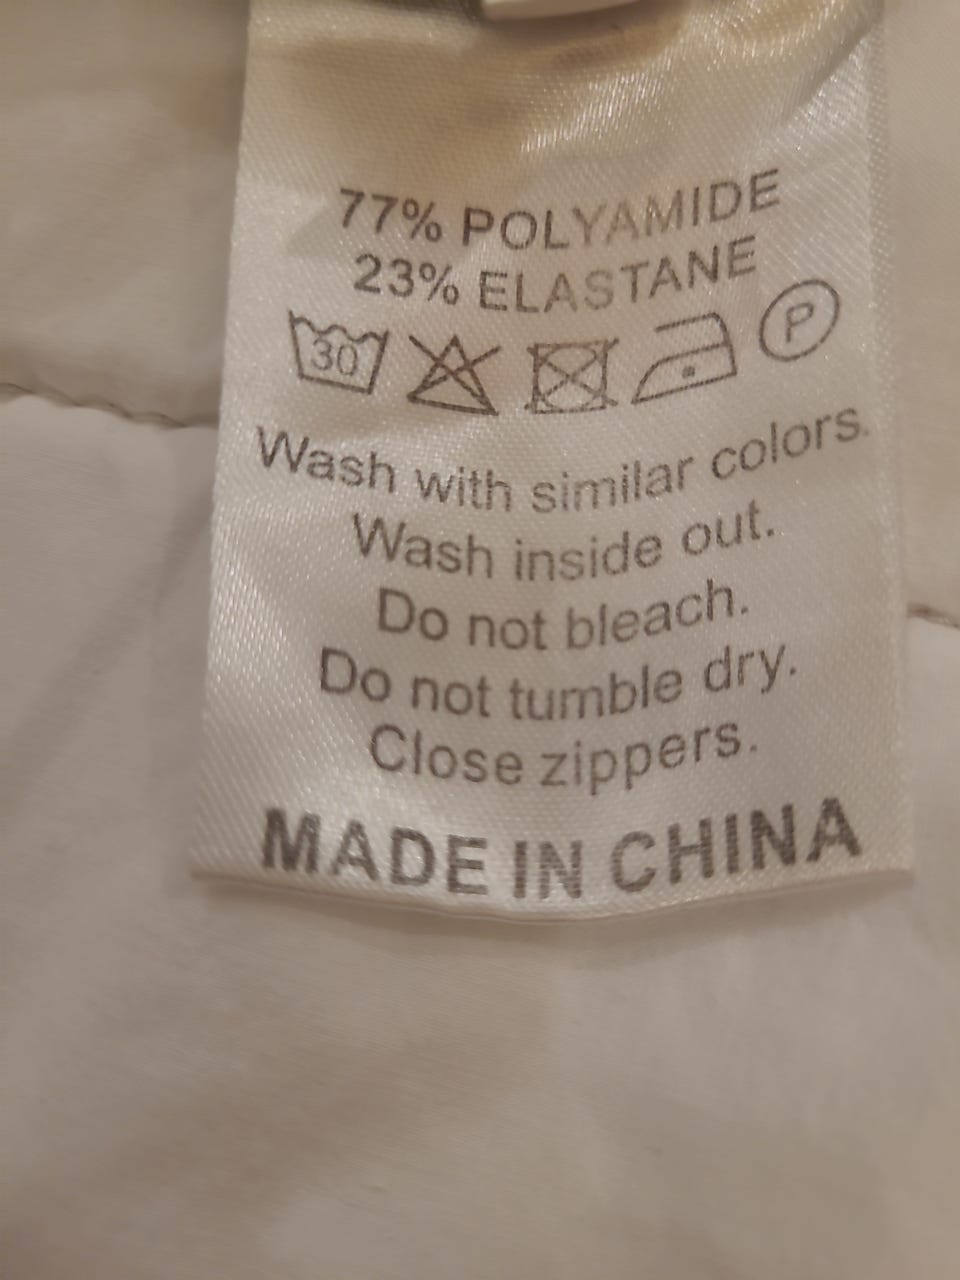 77% POLYAMIDE
23% ELASTANE
30 P
Wash with similar colors.
Wash inside out.
Do not bleach.
Do not tumble dry.
Close zippers.
MADE IN CHINA